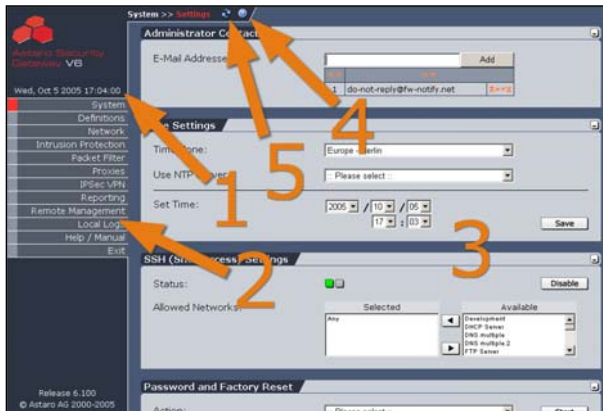 System >> Settings
Astaro Security
Gateway V6
Wed, Oct 5 2005 17:04:00
System
Definitions
Network
Intrusion Protection
Packet Filter
Proxies
IPSec VPN
Reporting
Remote Management
Local Logs
Help / Manual
Exit
Release 6.100
© Astaro AG 2000-2005
Administrator Contact
E-Mail Addresses:
Add
1 do-not-reply@fw-notify.net
Settings
Time Zone:
Europe - Berlin
Use NTP Server:
:: Please select ::
Set Time:
2005 / 10 / 05
17 : 03
Save
SSH (Shell Access) Settings
Status:
Disable
Allowed Networks:
Selected
Available
Any
Development
DHCP Server
DNS multiple
DNS multiple 2
FTP Server
Password and Factory Reset
Action:
:: Please select ::
Start
1
2
3
4
5